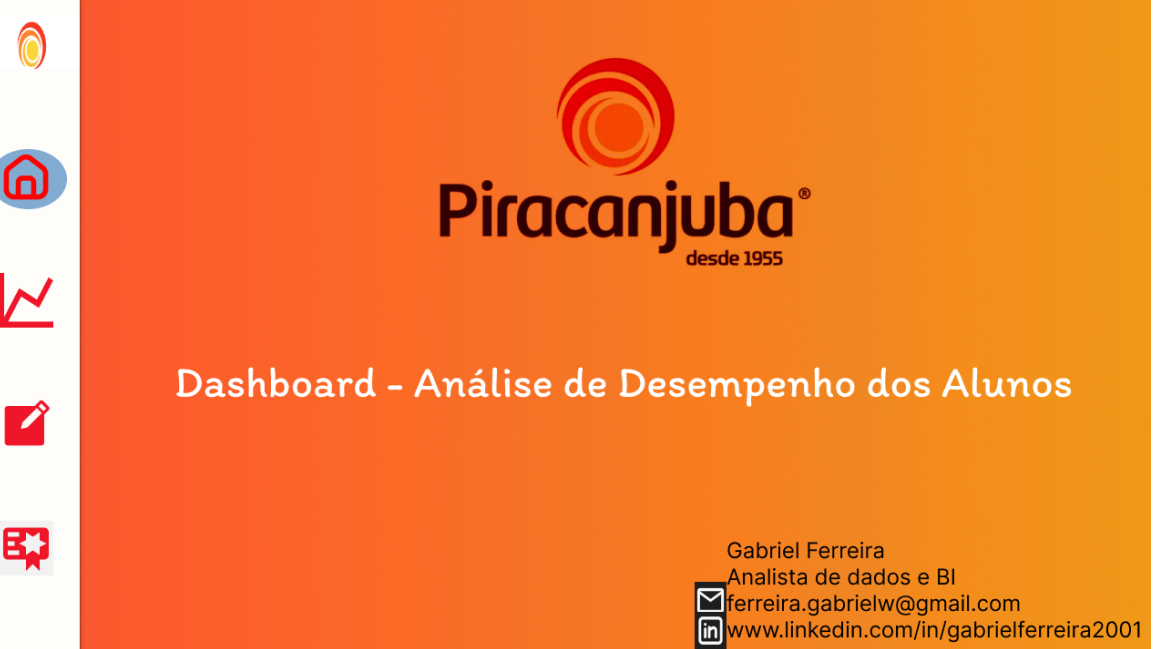 Piracanjuba®
desde 1955
Dashboard - Análise de Desempenho dos Alunos
Gabriel Ferreira
Analista de dados e BI
ferreira.gabrielw@gmail.com
in www.linkedin.com/in/gabrielferreira2001